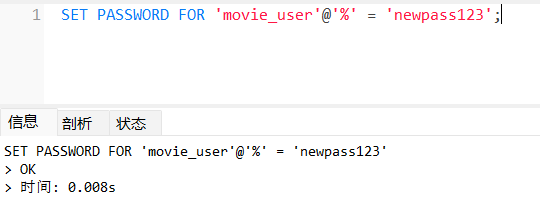 1 SET PASSWORD FOR 'movie_user'@'%' = 'newpass123';
信息 剖析 状态
SET PASSWORD FOR 'movie_user'@'%' = 'newpass123'
> OK
> 时间: 0.008s